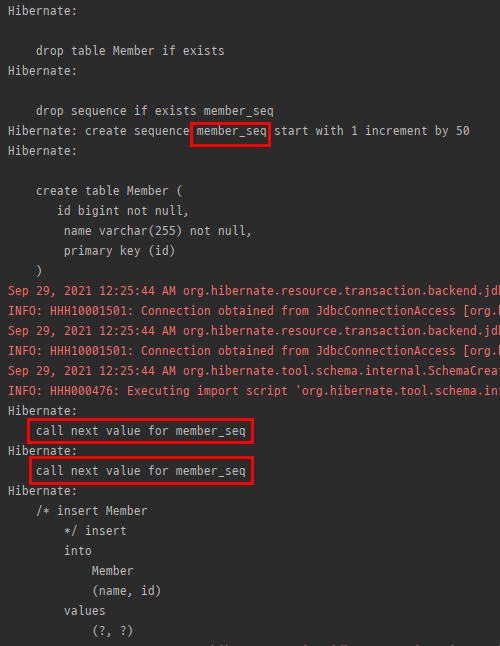 Hibernate:
drop table Member if exists
Hibernate:
drop sequence if exists member_seq
Hibernate: create sequence member_seq start with 1 increment by 50
Hibernate:
create table Member (
id bigint not null,
name varchar(255) not null,
primary key (id)
)
Sep 29, 2021 12:25:44 AM org.hibernate.resource.transaction.backend.jd
INFO: HHH10001501: Connection obtained from JdbcConnectionAccess [org.
Sep 29, 2021 12:25:44 AM org.hibernate.resource.transaction.backend.jd
INFO: HHH10001501: Connection obtained from JdbcConnectionAccess [org.
Sep 29, 2021 12:25:44 AM org.hibernate.tool.schema.internal.SchemaCrea
INFO: HHH000476: Executing import script 'org.hibernate.tool.schema.in
Hibernate:
call next value for member_seq
Hibernate:
call next value for member_seq
Hibernate:
/* insert Member
*/ insert
into
Member
(name, id)
values
(?, ?)